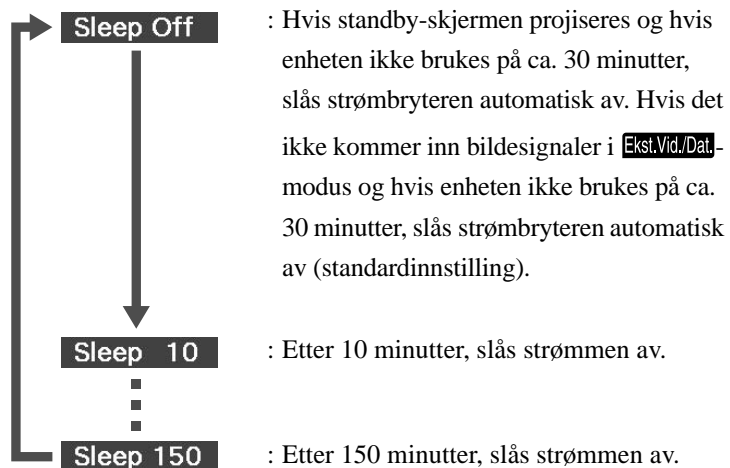 Sleep Off : Hvis standby-skjermen projiseres og hvis
enheten ikke brukes på ca. 30 minutter,
slås strømbryteren automatisk av. Hvis det
ikke kommer inn bildesignaler i Ekst.Vid./Dat.-
modus og hvis enheten ikke brukes på ca.
30 minutter, slås strømbryteren automatisk
av (standardinnstilling).
Sleep 10 : Etter 10 minutter, slås strømmen av.
Sleep 150 : Etter 150 minutter, slås strømmen av.